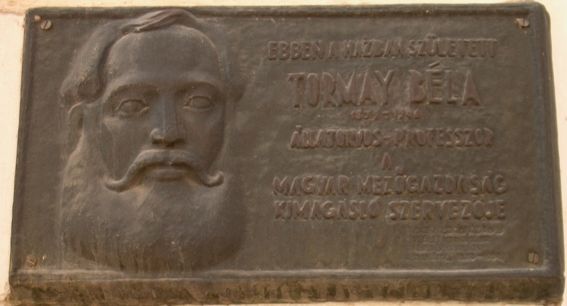 EBBEN A HÁZBAN SZÜLETETT
TORMAY BÉLA
ÁLLATORVOS-PROFESSZOR
A
MAGYAR MEZŐGAZDASÁG
KIMAGASLÓ SZERVEZŐJE